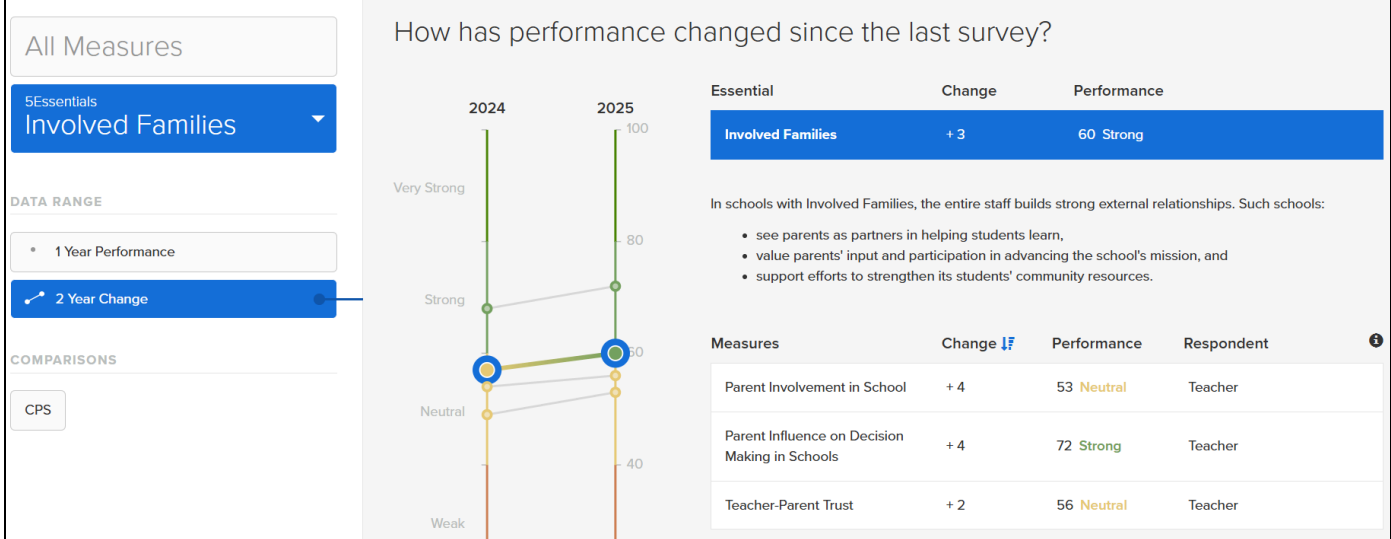 All Measures
5Essentials
Involved Families
DATA RANGE
1 Year Performance
2 Year Change
COMPARISONS
CPS
How has performance changed since the last survey?
2024 2025
100
Very Strong
80
Strong
60
Neutral
40
Weak
Essential Change Performance
Involved Families + 3 60 Strong
In schools with Involved Families, the entire staff builds strong external relationships. Such schools:
• see parents as partners in helping students learn,
• value parents' input and participation in advancing the school's mission, and
• support efforts to strengthen its students' community resources.
Measures Change Performance Respondent
Parent Involvement in School + 4 53 Neutral Teacher
Parent Influence on Decision
Making in Schools + 4 72 Strong Teacher
Teacher-Parent Trust + 2 56 Neutral Teacher